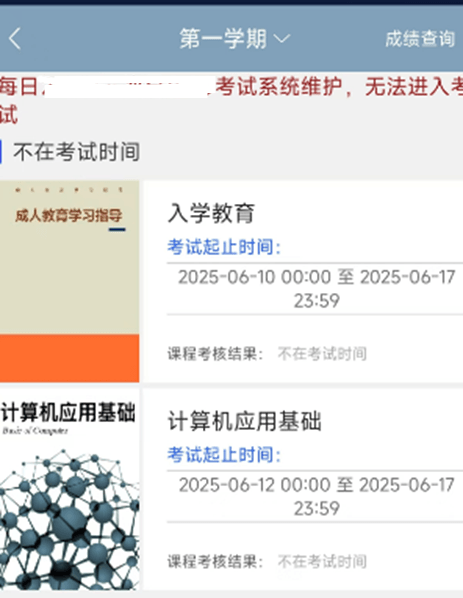 第一学期
成绩查询
每日
考试系统维护，无法进入考
试
不在考试时间
成人教育学习指导
入学教育
考试起止时间：
2025-06-10 00:00 至 2025-06-17
23:59
课程考核结果： 不在考试时间
计算机应用基础
Basic of Computer
计算机应用基础
考试起止时间：
2025-06-12 00:00 至 2025-06-17
23:59
课程考核结果： 不在考试时间